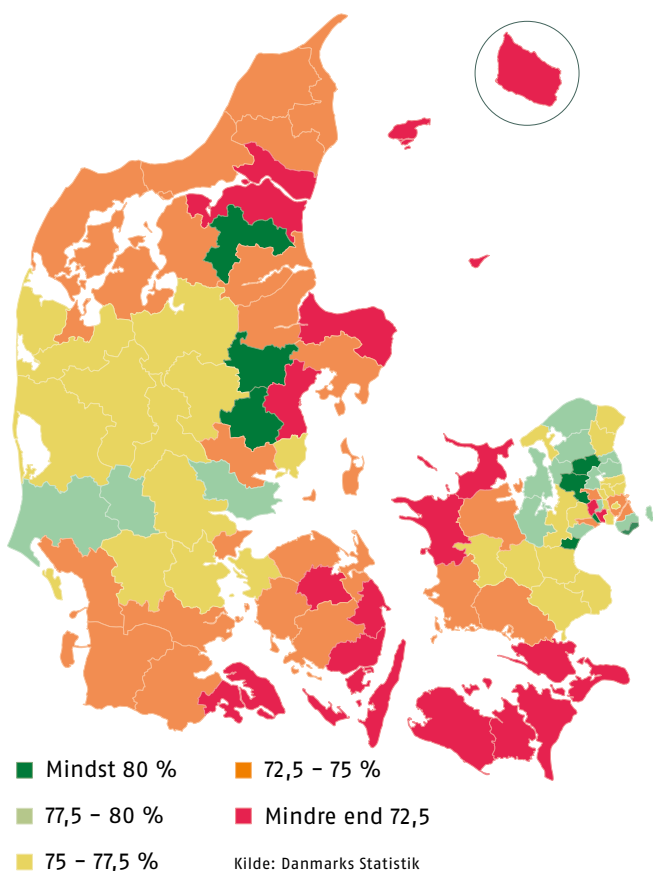 Mindst 80 %
77,5 – 80 %
75 – 77,5 %
72,5 – 75 %
Mindre end 72,5
Kilde: Danmarks Statistik